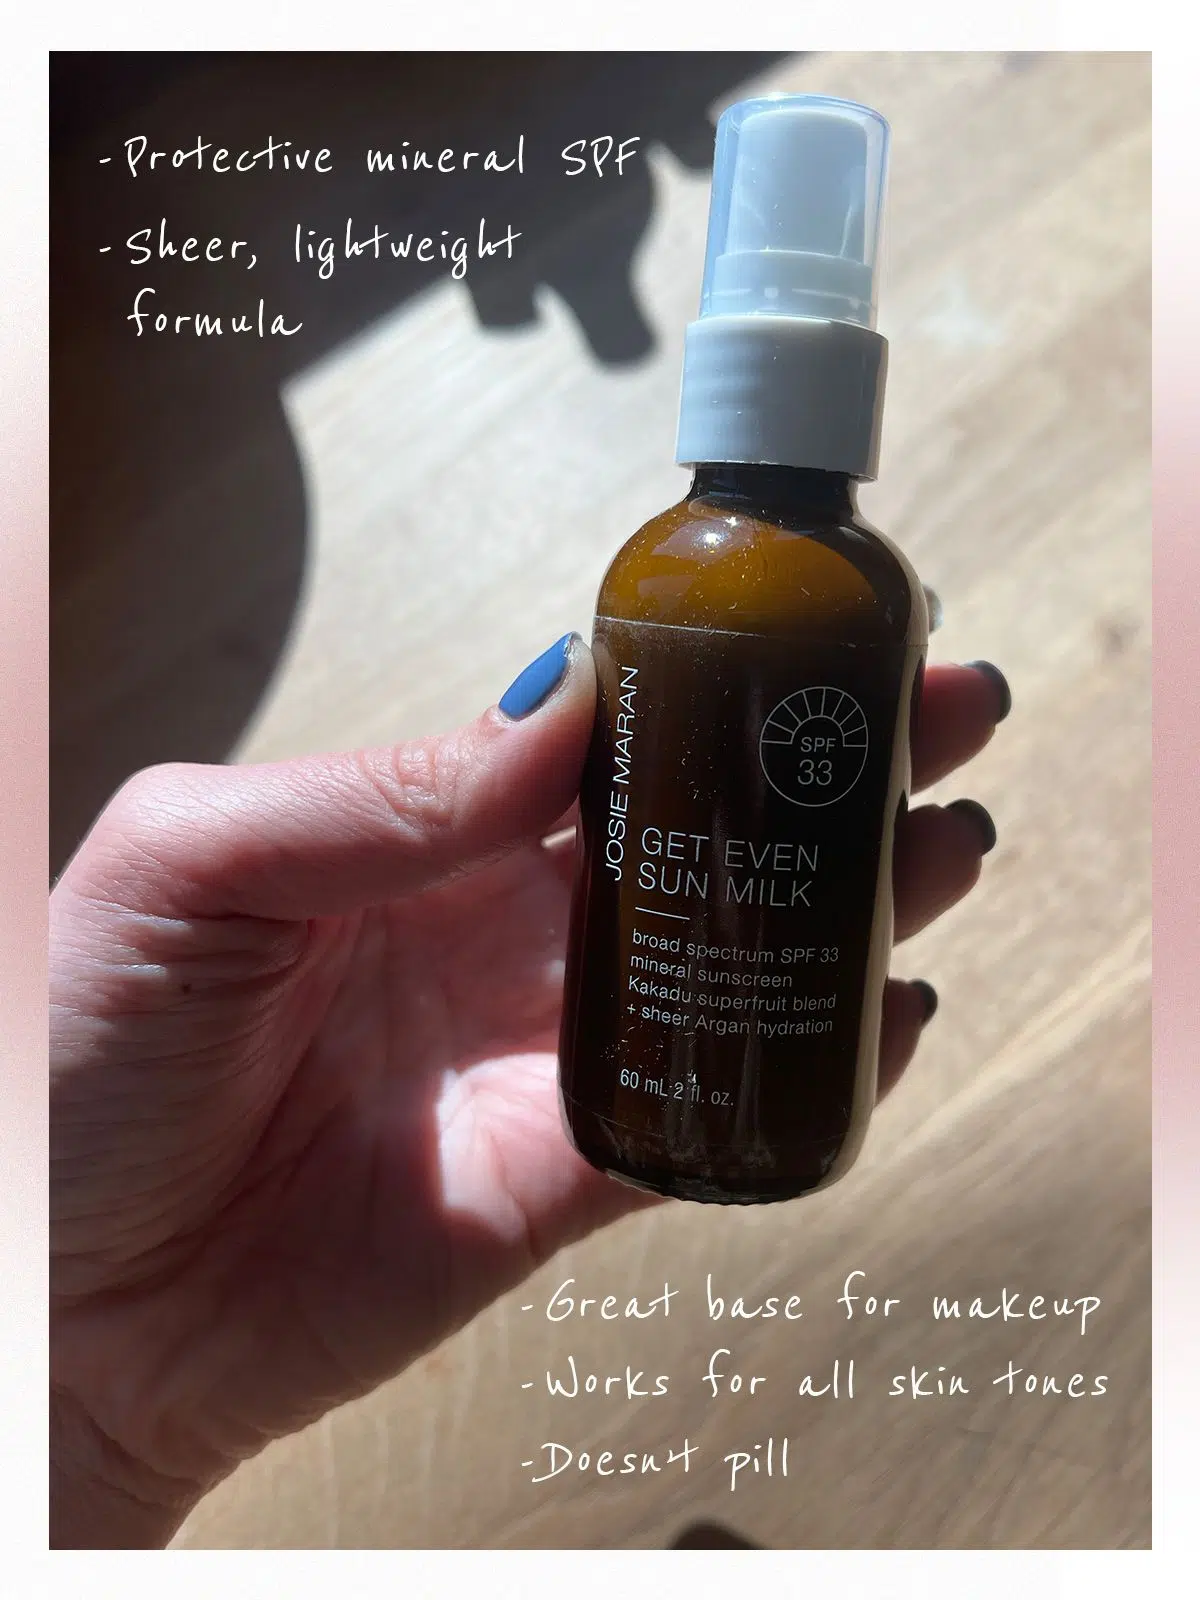 -Protective mineral SPF
-Sheer, lightweight
formula
JOSIE MARAN
SPF
33
GET EVEN
SUN MILK
broad spectrum SPF 33
mineral sunscreen
Kakadu superfruit blend
+ sheer Argan hydration
60 mL 2 fl. oz.
-Great base for makeup
-Works for all skin tones
-Doesn't pill